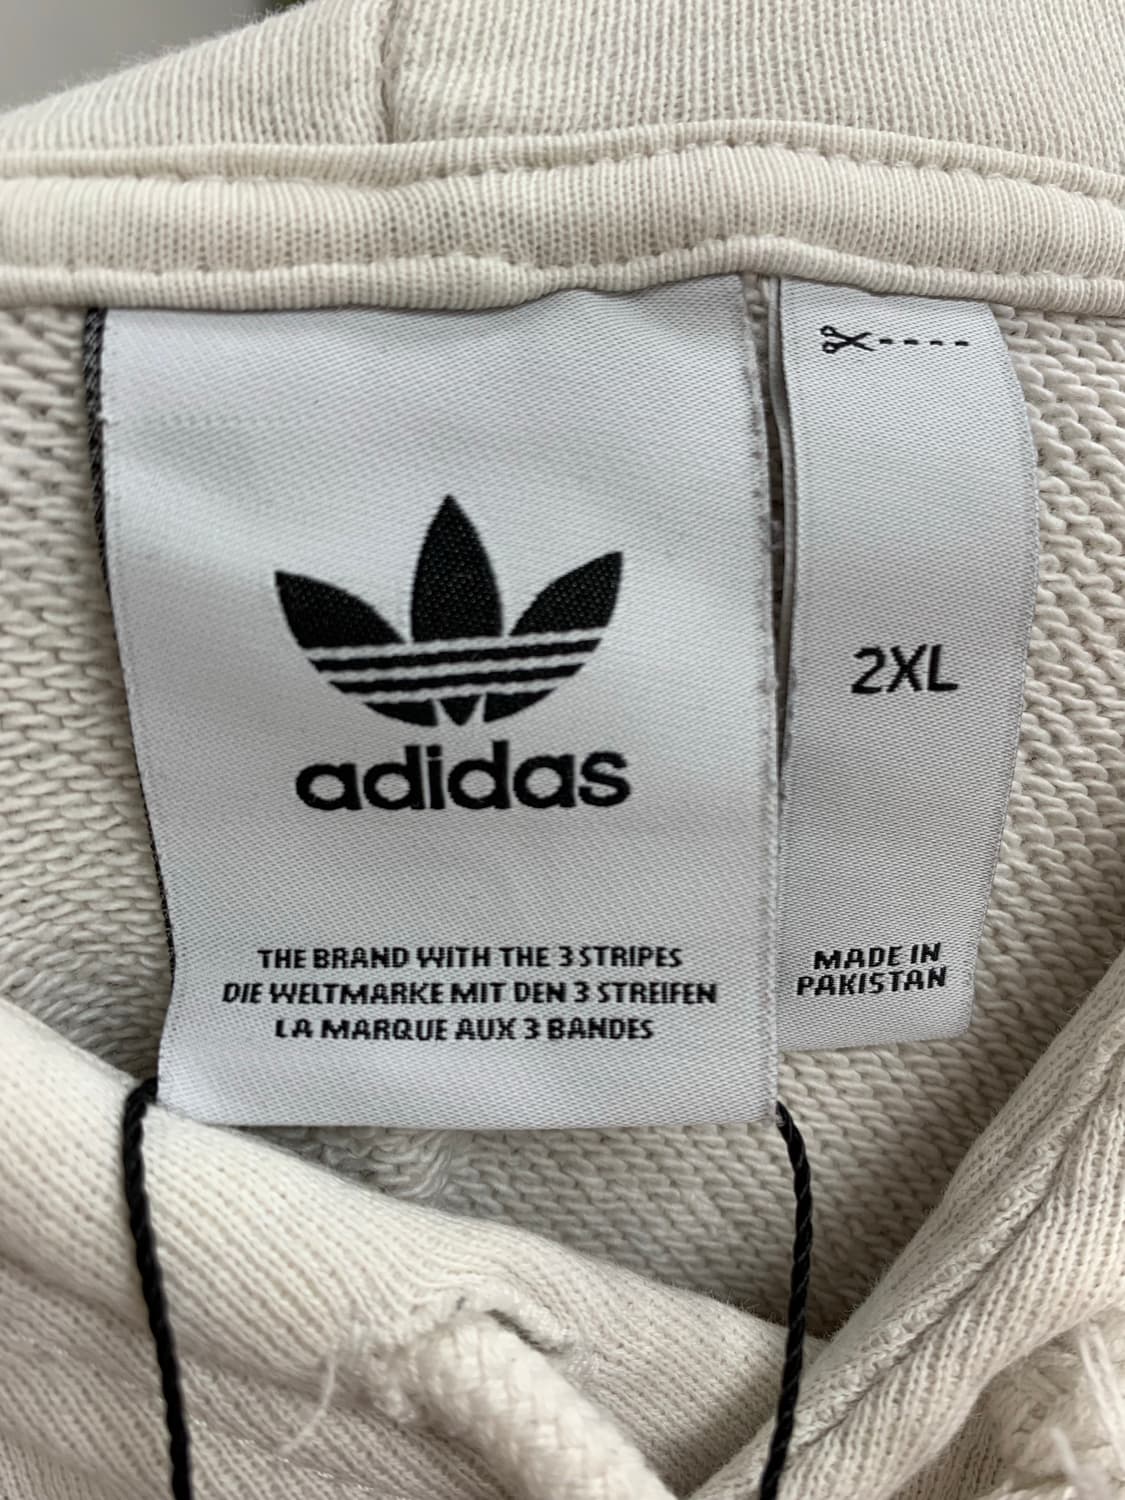 adidas
THE BRAND WITH THE 3 STRIPES
DIE WELTMARKE MIT DEN 3 STREIFEN
LA MARQUE AUX 3 BANDES
2XL
MADE IN
PAKISTAN